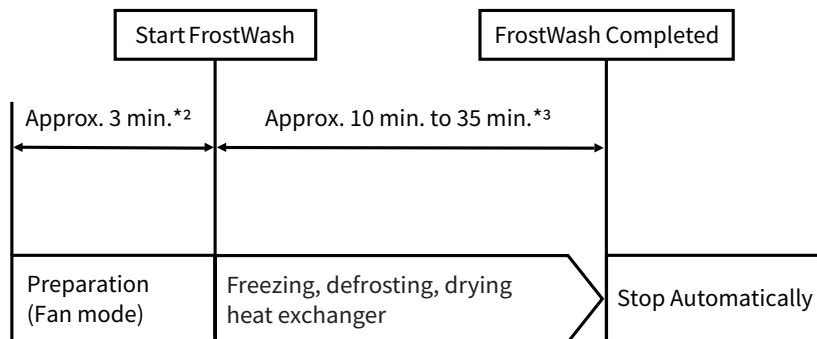 Start FrostWash
FrostWash Completed
Approx. 3 min.*²
Approx. 10 min. to 35 min.*³
Preparation
(Fan mode)
Freezing, defrosting, drying
heat exchanger
Stop Automatically